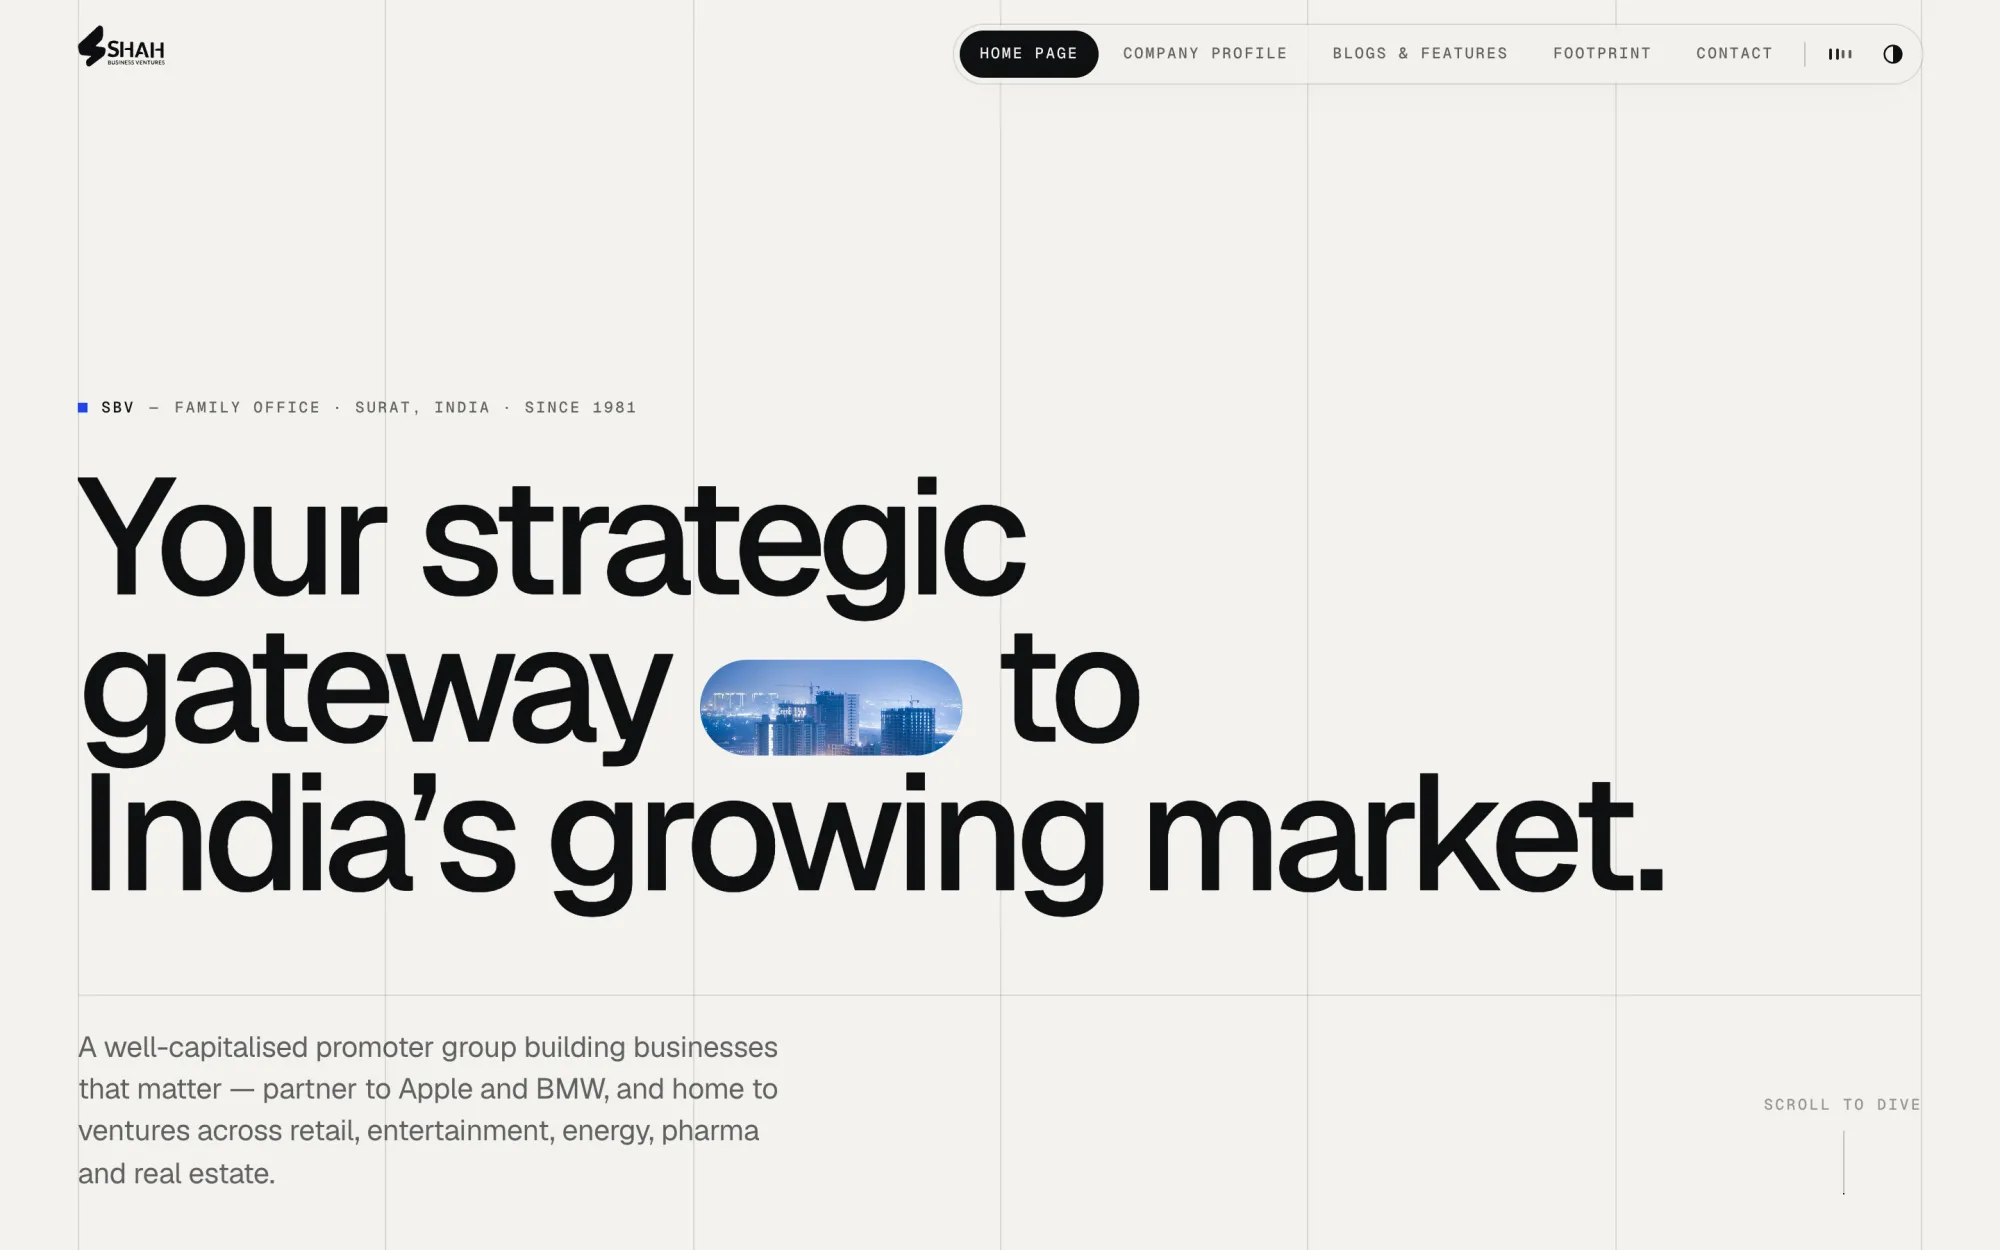 SHAH
BUSINESS VENTURES
HOME PAGE
COMPANY PROFILE
BLOGS & FEATURES
FOOTPRINT
CONTACT
SBV — FAMILY OFFICE · SURAT, INDIA · SINCE 1981
Your strategic
gateway to
India’s growing market.
A well-capitalised promoter group building businesses
that matter — partner to Apple and BMW, and home to
ventures across retail, entertainment, energy, pharma
and real estate.
SCROLL TO DIVE